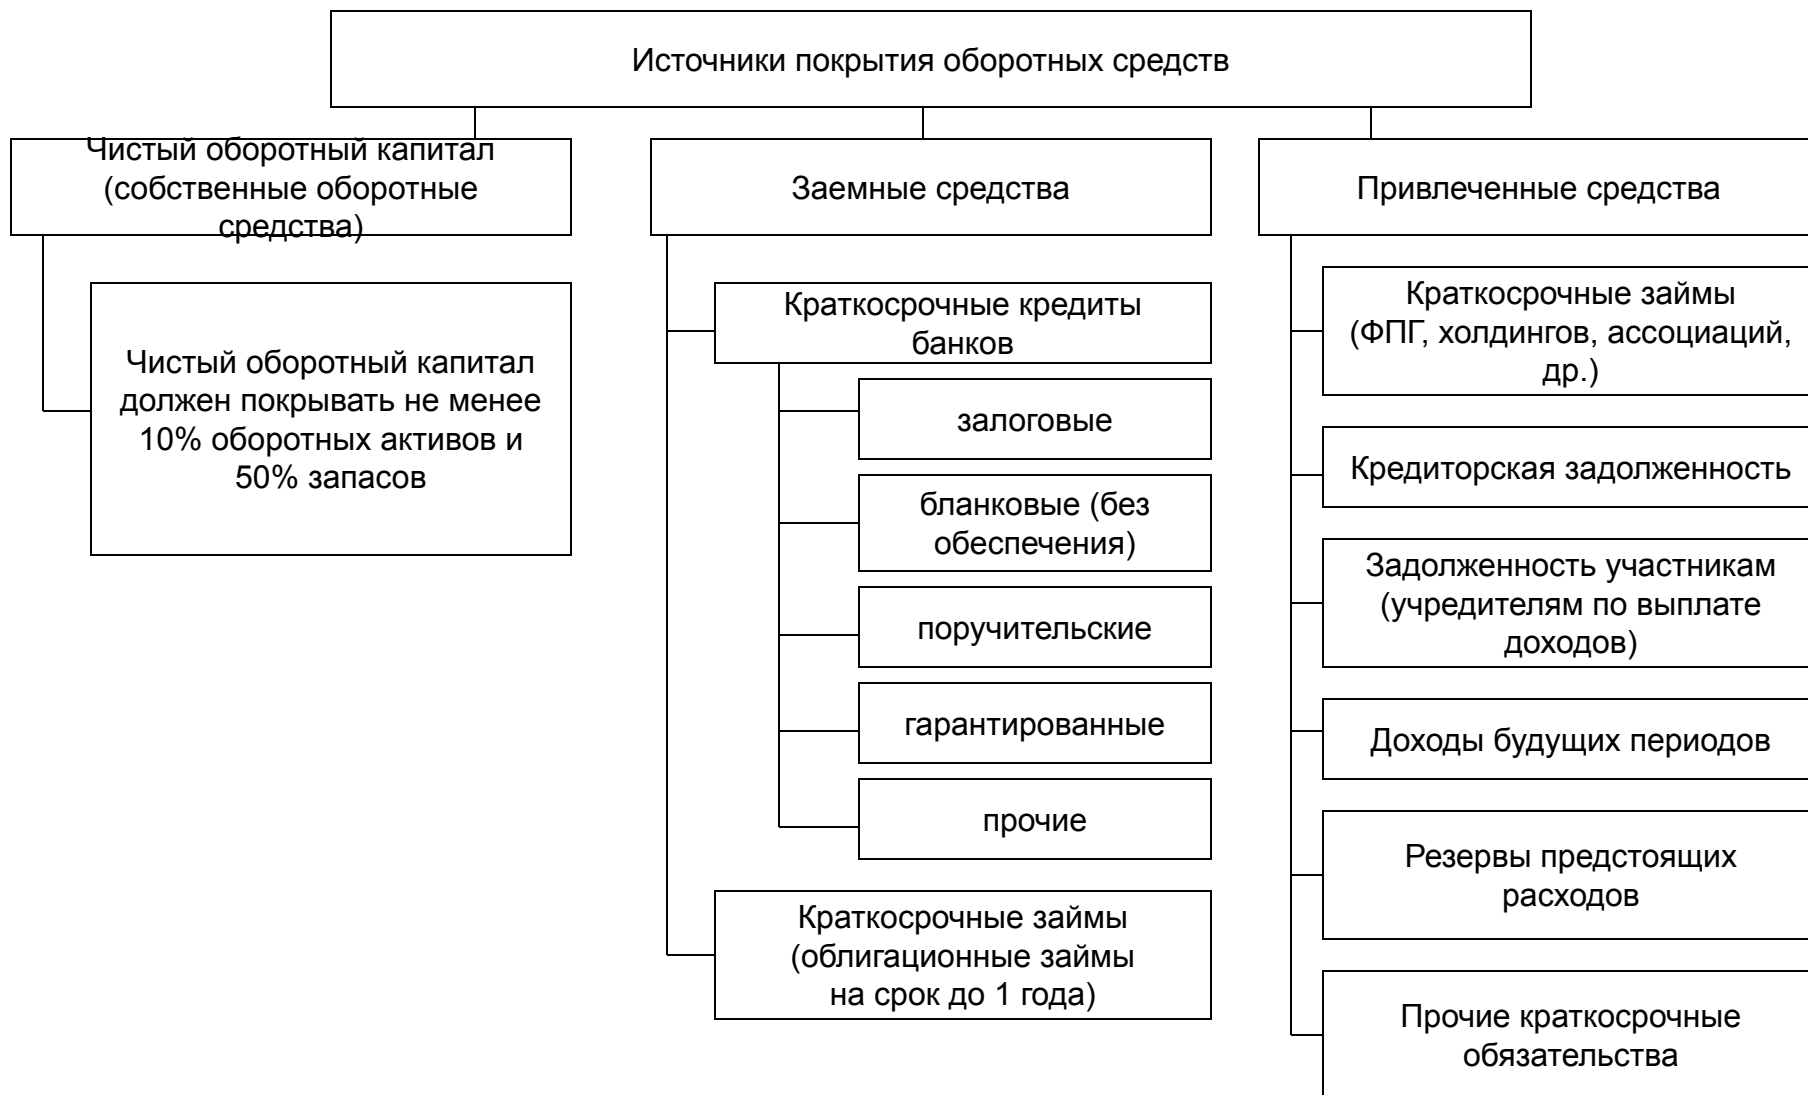 Источники покрытия оборотных средств
Чистый оборотный капитал
(собственные оборотные
средства)
Чистый оборотный капитал
должен покрывать не менее
10% оборотных активов и
50% запасов
Заемные средства
Краткосрочные кредиты
банков
залоговые
бланковые (без
обеспечения)
поручительские
гарантированные
прочие
Краткосрочные займы
(облигационные займы
на срок до 1 года)
Привлеченные средства
Краткосрочные займы
(ФПГ, холдингов, ассоциаций,
др.)
Кредиторская задолженность
Задолженность участникам
(учредителям по выплате
доходов)
Доходы будущих периодов
Резервы предстоящих
расходов
Прочие краткосрочные
обязательства